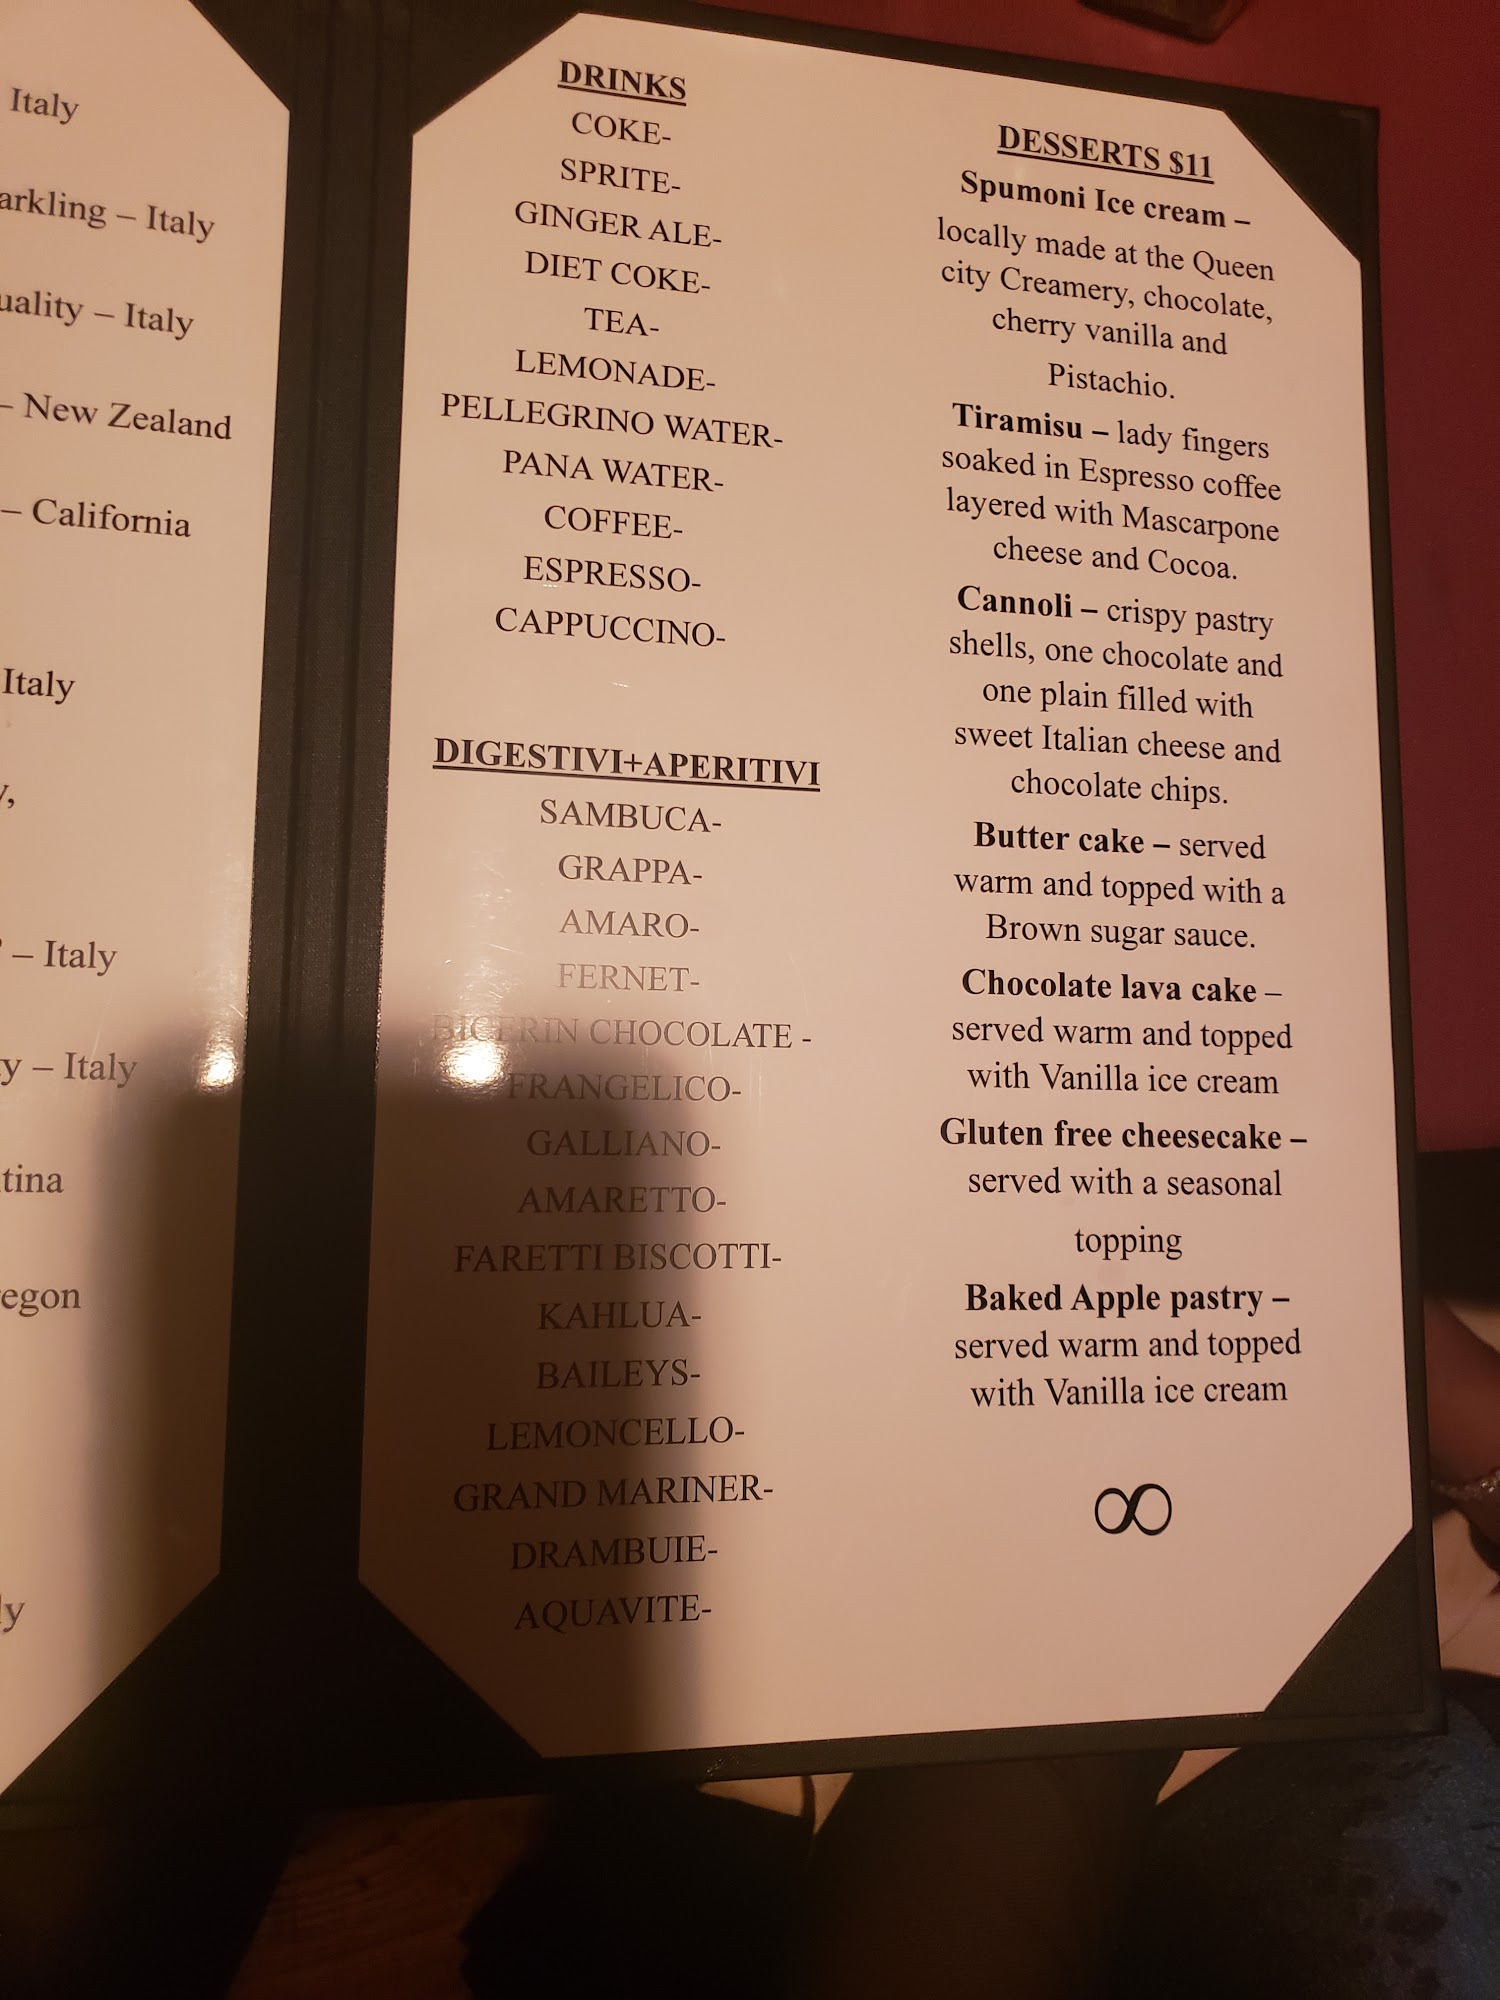 Italy
arkling – Italy
uality – Italy
– New Zealand
– California
Italy
y,
– Italy
y – Italy
tina
egon
ly
DRINKS
COKE-
SPRITE-
GINGER ALE-
DIET COKE-
TEA-
LEMONADE-
PELLEGRINO WATER-
PANA WATER-
COFFEE-
ESPRESSO-
CAPPUCCINO-
DIGESTIVI+APERITIVI
SAMBUCA-
GRAPPA-
AMARO-
FERNET-
BICERIN CHOCOLATE -
FRANGELICO-
GALLIANO-
AMARETTO-
FARETTI BISCOTTI-
KAHLUA-
BAILEYS-
LEMONCELLO-
GRAND MARINER-
DRAMBUIE-
AQUAVITE-
DESSERTS $11
Spumoni Ice cream –
locally made at the Queen
city Creamery, chocolate,
cherry vanilla and
Pistachio.
Tiramisu – lady fingers
soaked in Espresso coffee
layered with Mascarpone
cheese and Cocoa.
Cannoli – crispy pastry
shells, one chocolate and
one plain filled with
sweet Italian cheese and
chocolate chips.
Butter cake – served
warm and topped with a
Brown sugar sauce.
Chocolate lava cake –
served warm and topped
with Vanilla ice cream
Gluten free cheesecake –
served with a seasonal
topping
Baked Apple pastry –
served warm and topped
with Vanilla ice cream